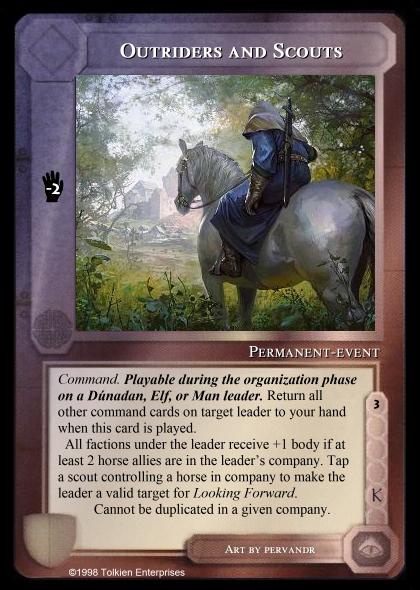 Outriders and Scouts
-2
Permanent-event
Command. Playable during the organization phase
on a Dúnadan, Elf, or Man leader. Return all
other command cards on target leader to your hand
when this card is played.
All factions under the leader receive +1 body if at
least 2 horse allies are in the leader's company. Tap
a scout controlling a horse in company to make the
leader a valid target for Looking Forward.
Cannot be duplicated in a given company.
3
K
Art by pervandr
©1998 Tolkien Enterprises